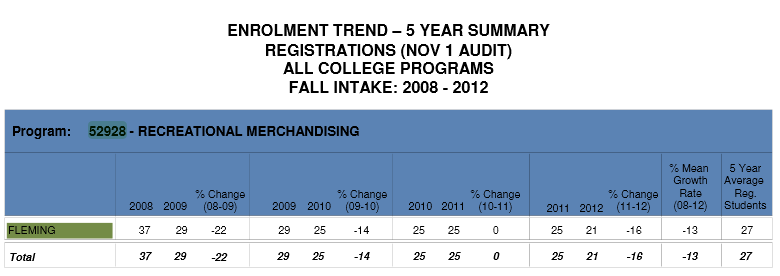 ENROLMENT TREND – 5 YEAR SUMMARY
REGISTRATIONS (NOV 1 AUDIT)
ALL COLLEGE PROGRAMS
FALL INTAKE: 2008 - 2012
Program: 52928 - RECREATIONAL MERCHANDISING
2008 2009 % Change (08-09) 2009 2010 % Change (09-10) 2010 2011 % Change (10-11) 2011 2012 % Change (11-12) % Mean Growth Rate (08-12) 5 Year Average Reg. Students
FLEMING 37 29 -22 29 25 -14 25 25 0 25 21 -16 -13 27
Total 37 29 -22 29 25 -14 25 25 0 25 21 -16 -13 27